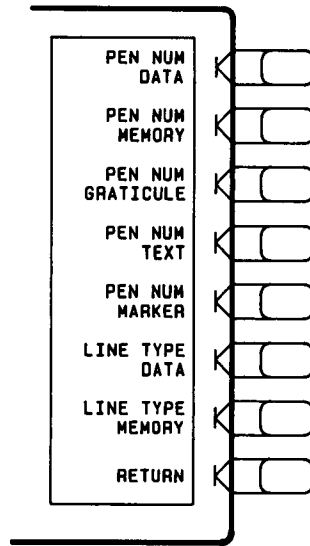 PEN NUM
DATA
PEN NUM
MEMORY
PEN NUM
GRATICULE
PEN NUM
TEXT
PEN NUM
MARKER
LINE TYPE
DATA
LINE TYPE
MEMORY
RETURN